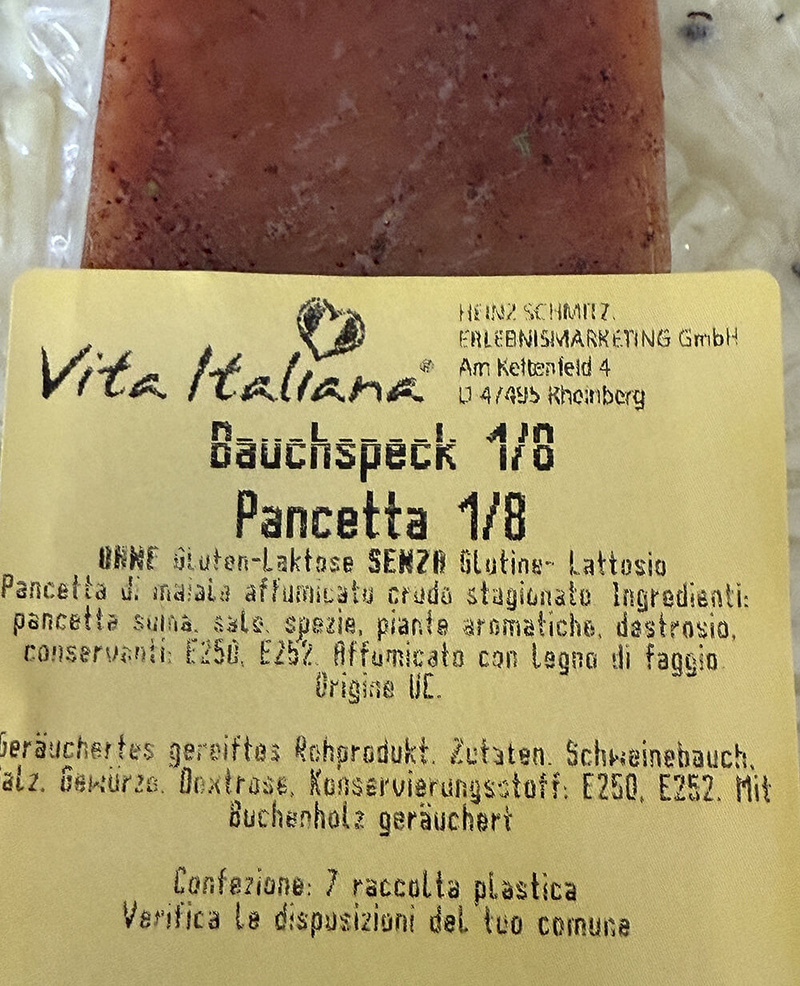 Vita Italiana®
HEINZ SCHMITZ
ERLEBNISMARKETING GmbH
Am Kettenfeld 4
D 47495 Rheinberg
Bauchspeck 1/8
Pancetta 1/8
OHNE Gluten-Laktose SENZA Glutine- Lattosio
Pancetta di maiale affumicato crudo stagionato. Ingredienti:
pancetta suina, sale, spezie, piante aromatiche, destrosio,
conservanti: E250, E252. Affumicato con legno di faggio.
Origine UE.
Geräuchertes gereiftes Rohprodukt. Zutaten: Schweinebauch,
alz, Gewürze, Dextrose, Konservierungsstoff: E250, E252. Mit
Buchenholz geräuchert
Confezione: 7 raccolta plastica
Verifica le disposizioni del tuo comune